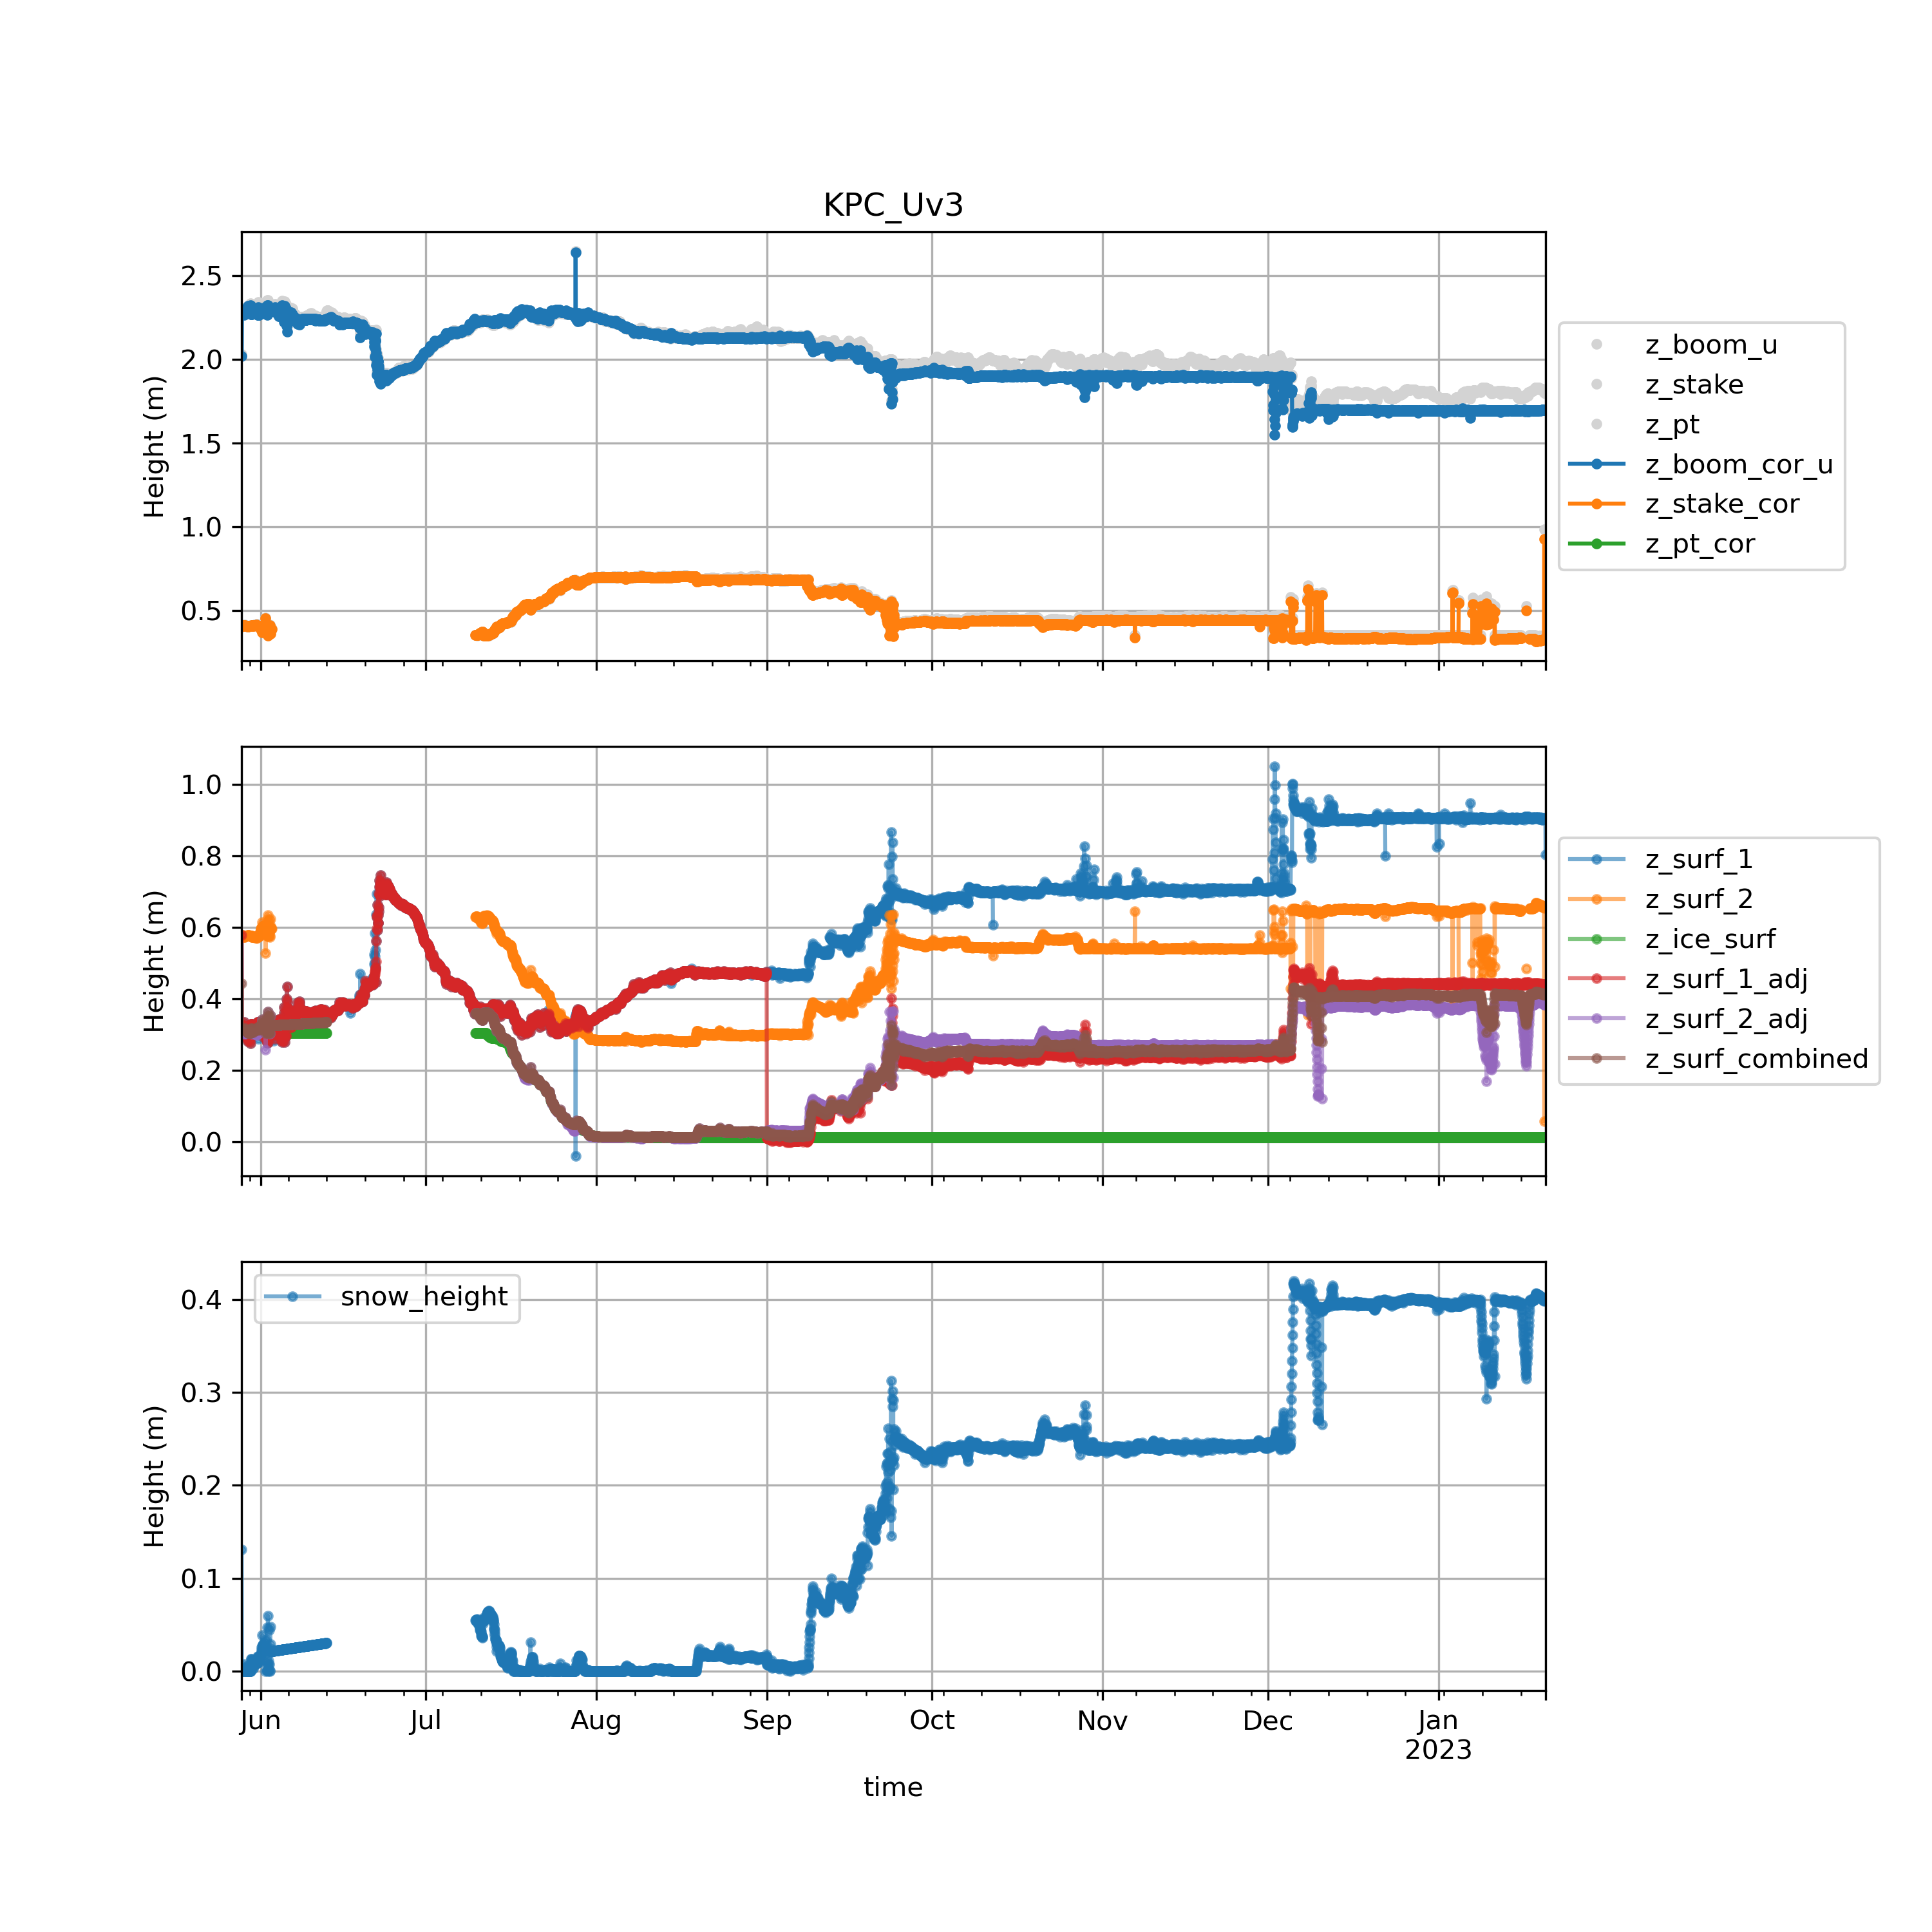 KPC_Uv3
2.5
2.0
1.5
1.0
0.5
Height (m)
z_boom_u
z_stake
z_pt
z_boom_cor_u
z_stake_cor
z_pt_cor
1.0
0.8
0.6
0.4
0.2
0.0
Height (m)
z_surf_1
z_surf_2
z_ice_surf
z_surf_1_adj
z_surf_2_adj
z_surf_combined
snow_height
0.4
0.3
0.2
0.1
0.0
Height (m)
Jun Jul Aug Sep Oct Nov Dec Jan
2023
time